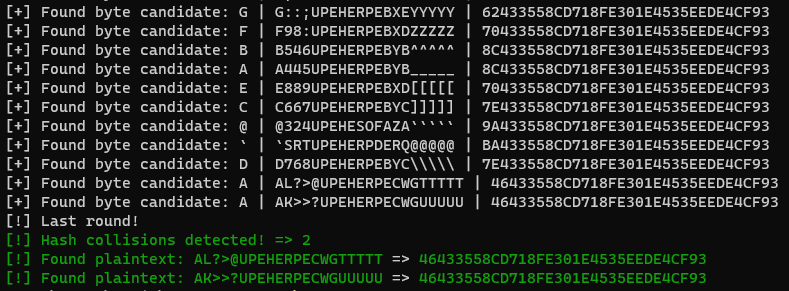 [+] Found byte candidate: G | G::;UPEHERPEBXEYYYYY | 62433558CD718FE301E4535EEDE4CF93
[+] Found byte candidate: F | F98:UPEHERPEBXDZZZZZ | 70433558CD718FE301E4535EEDE4CF93
[+] Found byte candidate: B | B546UPEHERPEBYB^^^^^ | 8C433558CD718FE301E4535EEDE4CF93
[+] Found byte candidate: A | A445UPEHERPEBYB_____ | 8C433558CD718FE301E4535EEDE4CF93
[+] Found byte candidate: E | E889UPEHERPEBXD[[[[[ | 70433558CD718FE301E4535EEDE4CF93
[+] Found byte candidate: C | C667UPEHERPEBYC]]]]] | 7E433558CD718FE301E4535EEDE4CF93
[+] Found byte candidate: @ | @324UPEHESOFAZA````` | 9A433558CD718FE301E4535EEDE4CF93
[+] Found byte candidate: ` | `SRTUPEHERPDERQ@@@@@ | BA433558CD718FE301E4535EEDE4CF93
[+] Found byte candidate: D | D768UPEHERPEBYC\\\\\ | 7E433558CD718FE301E4535EEDE4CF93
[+] Found byte candidate: A | AL?>@UPEHERPECWGTTTTT | 46433558CD718FE301E4535EEDE4CF93
[+] Found byte candidate: A | AK>>?UPEHERPECWGUUUUU | 46433558CD718FE301E4535EEDE4CF93
[!] Last round!
[!] Hash collisions detected! => 2
[!] Found plaintext: AL?>@UPEHERPECWGTTTTT => 46433558CD718FE301E4535EEDE4CF93
[!] Found plaintext: AK>>?UPEHERPECWGUUUUU => 46433558CD718FE301E4535EEDE4CF93